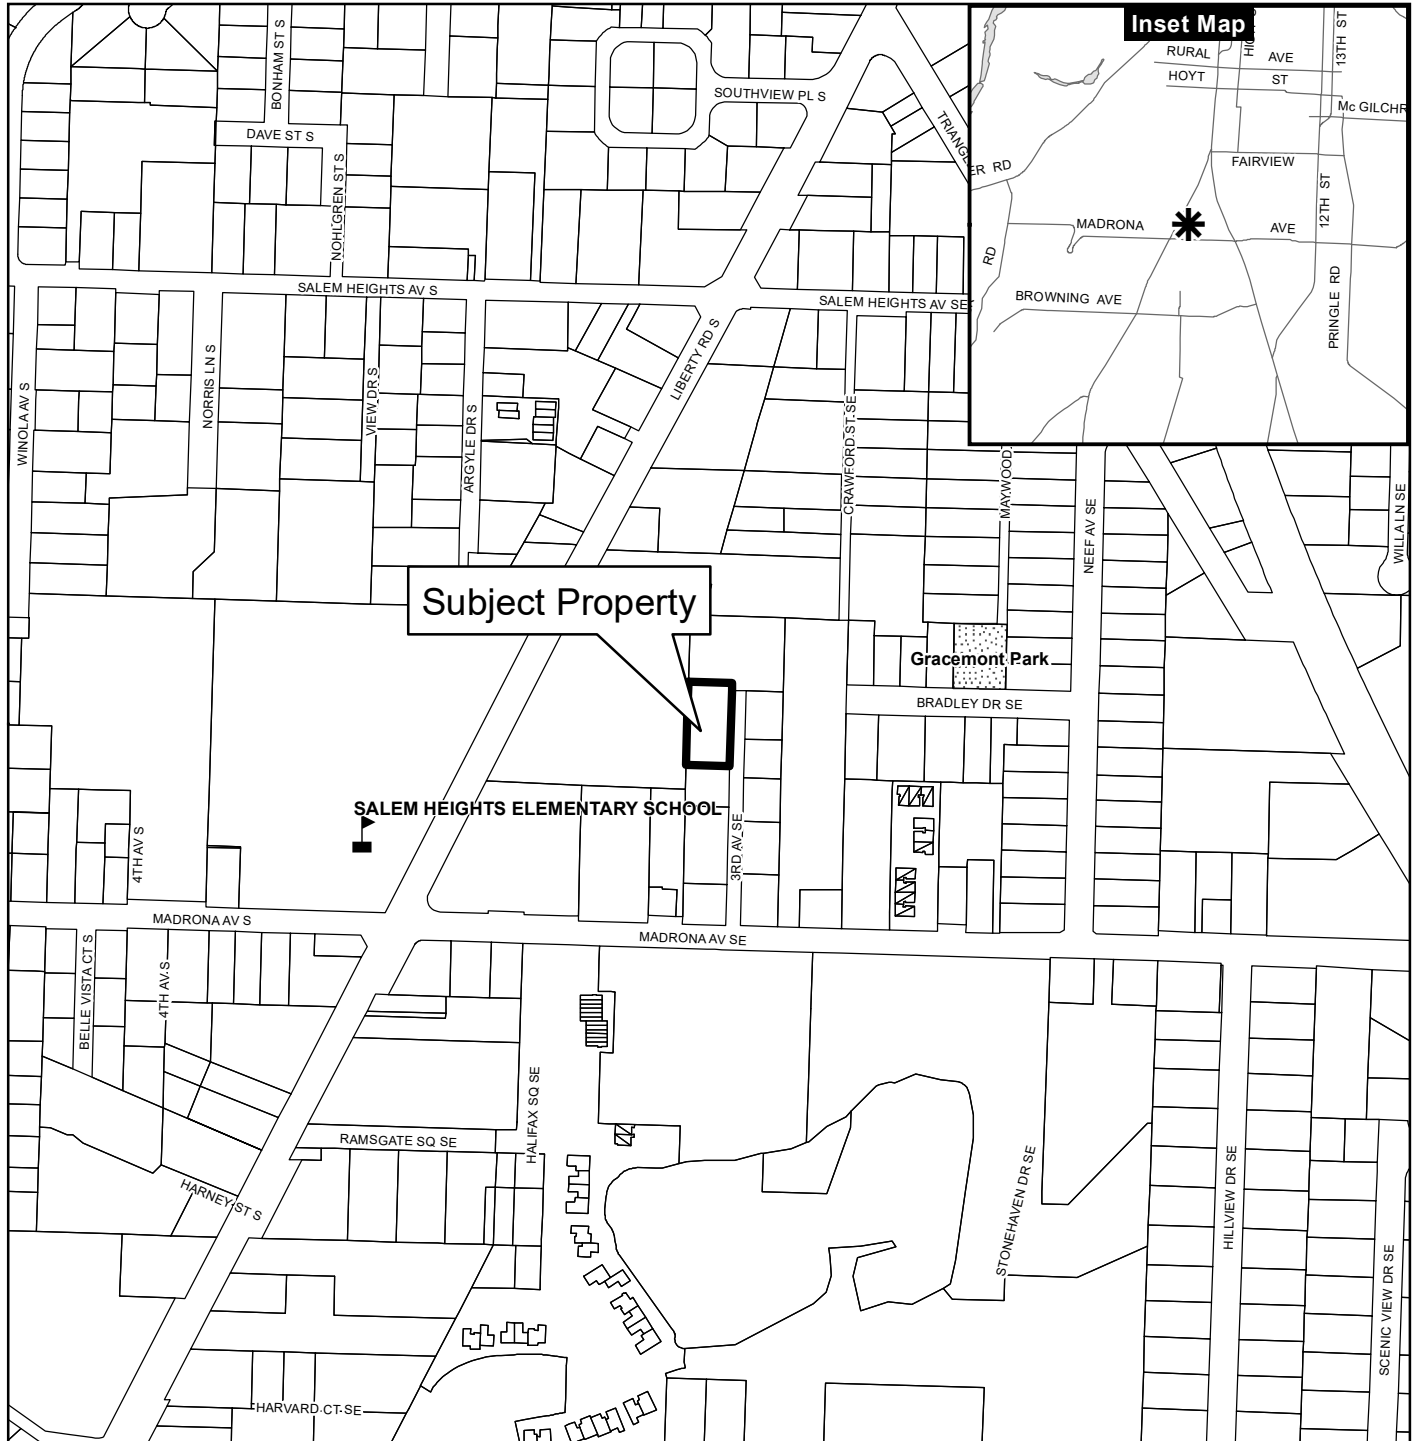 Inset Map
RURAL AVE
HOYT ST
13TH ST
FAIRVIEW
12TH ST
MADRONA AVE
RD
BROWNING AVE
PRINGLE RD
BONHAM ST S
DAVE ST S
NOHLGREN ST S
SOUTHVIEW PL S
SALEM HEIGHTS AV S
SALEM HEIGHTS AV SE
LIBERTY RD S
WINOLA AV S
NORRIS LN S
VIEW DR S
ARGYLE DR S
CRAWFORD ST SE
MAYWOOD
NEEF AV SE
WILLA LN SE
Subject Property
Gracemont Park
BRADLEY DR SE
SALEM HEIGHTS ELEMENTARY SCHOOL
3RD AV SE
4TH AV S
MADRONA AV S
MADRONA AV SE
BELLE VISTA CT S
4TH AV S
HALIFAX SQ SE
RAMSGATE SQ SE
HARNEY ST S
STONEHAVEN DR SE
HILLVIEW DR SE
SCENIC VIEW DR SE
HARVARD CT SE